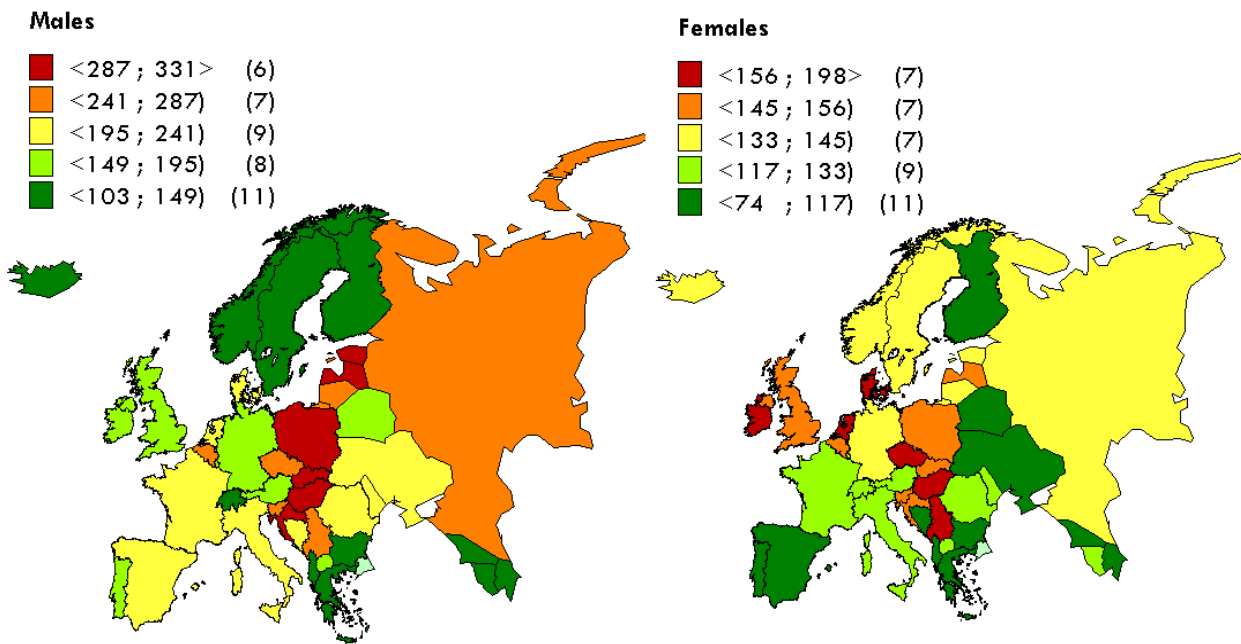 Males
<287 ; 331> (6)
<241 ; 287) (7)
<195 ; 241) (9)
<149 ; 195) (8)
<103 ; 149) (11)
Females
<156 ; 198> (7)
<145 ; 156) (7)
<133 ; 145) (7)
<117 ; 133) (9)
<74 ; 117) (11)